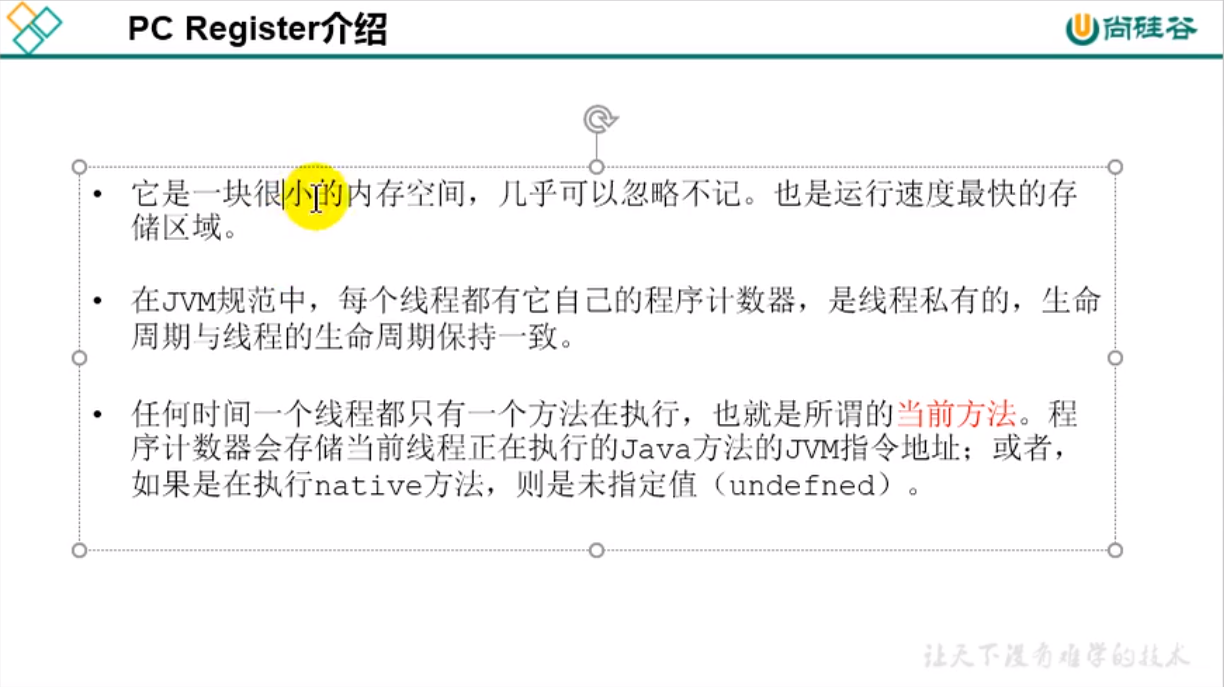 PC Register介绍
尚硅谷
• 它是一块很小的内存空间，几乎可以忽略不记。也是运行速度最快的存
储区域。
• 在JVM规范中，每个线程都有它自己的程序计数器，是线程私有的，生命
周期与线程的生命周期保持一致。
• 任何时间一个线程都只有一个方法在执行，也就是所谓的当前方法。程
序计数器会存储当前线程正在执行的Java方法的JVM指令地址；或者，
如果是在执行native方法，则是未指定值（undefned）。
让天下没有难学的技术